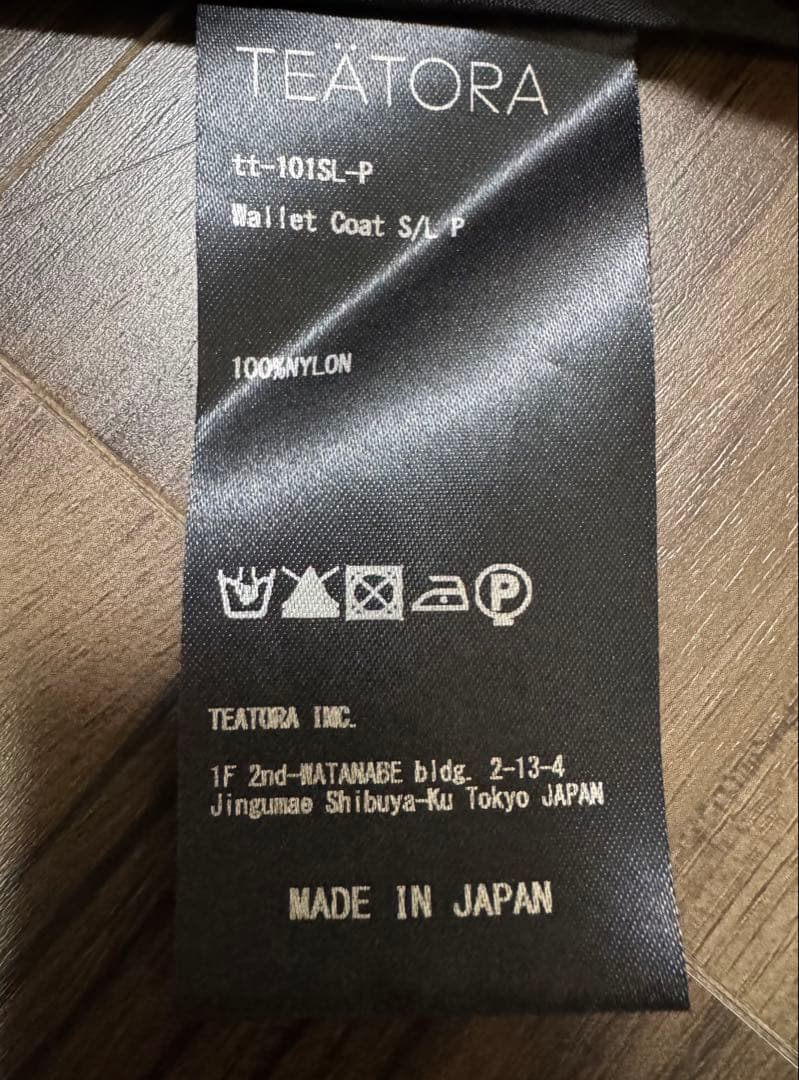 TEÄTORA
tt-101SL-P
Wallet Coat S/L P
100%NYLON
P
TEATORA INC.
1F 2nd-WATANABE bldg. 2-13-4
Jingumae Shibuya-Ku Tokyo JAPAN
MADE IN JAPAN